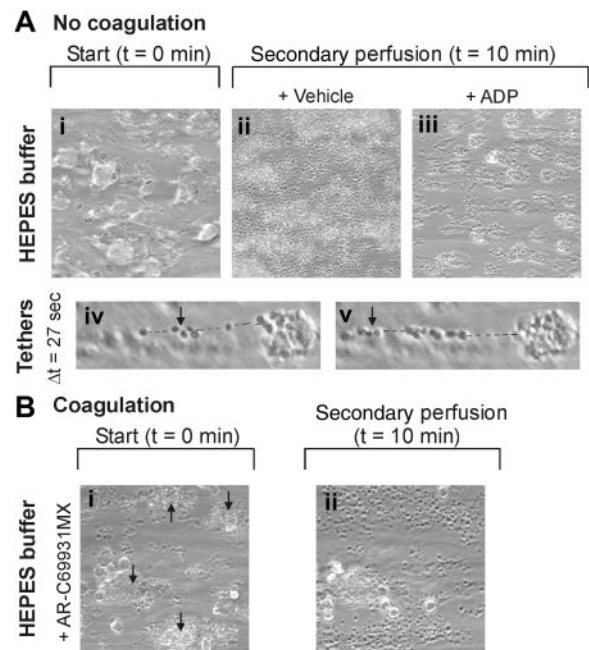 A No coagulation
Start (t = 0 min)
Secondary perfusion (t = 10 min)
+ Vehicle
+ ADP
HEPES buffer
i
ii
iii
Tethers
Δt = 27 sec
iv
v
B Coagulation
Start (t = 0 min)
Secondary perfusion
(t = 10 min)
HEPES buffer
+ AR-C69931MX
i
ii